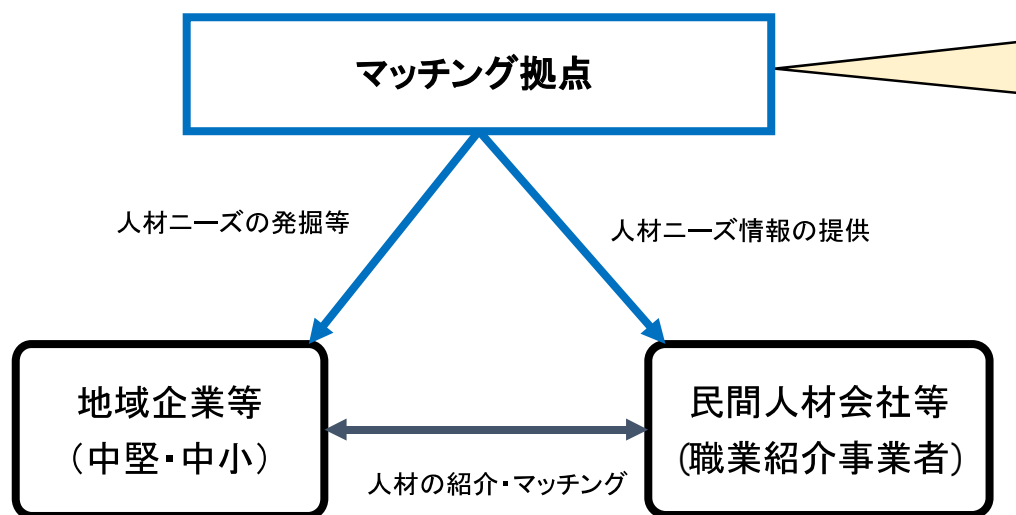 マッチング拠点
人材ニーズの発掘等
人材ニーズ情報の提供
地域企業等
（中堅・中小）
民間人材会社等
(職業紹介事業者)
人材の紹介・マッチング